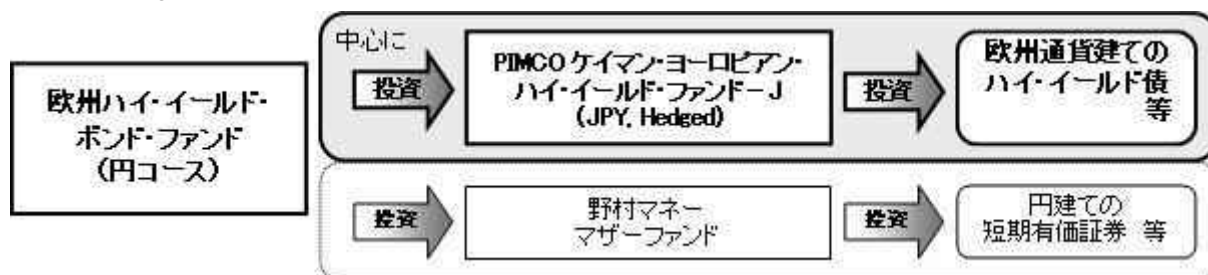 欧州ハイ・イールド・
ボンド・ファンド
（円コース）
中心に
投資
PIMCO ケイマン・ヨーロピアン・
ハイ・イールド・ファンド－J
（JPY, Hedged）
投資
欧州通貨建ての
ハイ・イールド債
等
投資
野村マネー
マザーファンド
投資
円建ての
短期有価証券 等